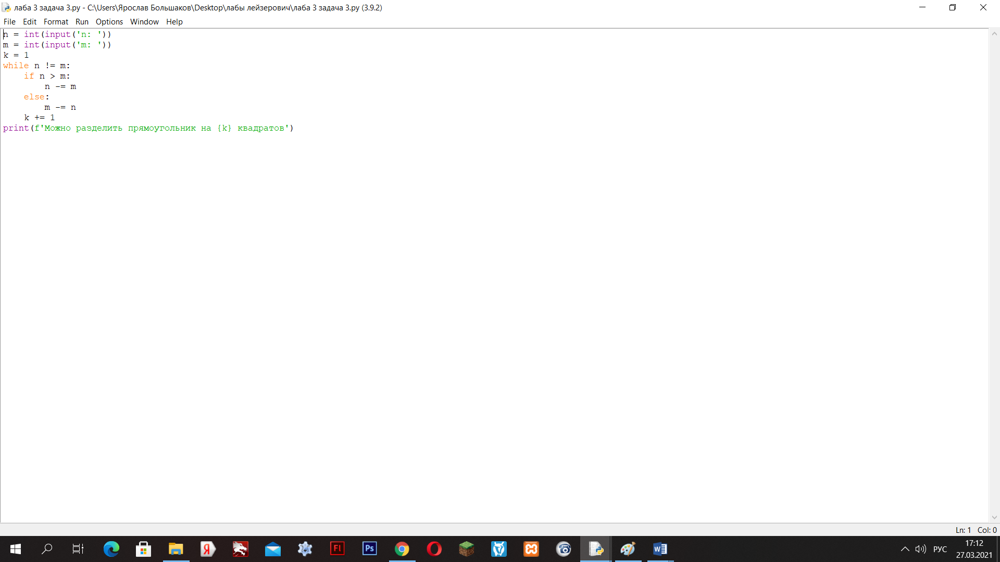 лаба 3 задача 3.py - C:\Users\Ярослав Большаков\Desktop\лабы лейзерович\лаба 3 задача 3.py (3.9.2)
File Edit Format Run Options Window Help
n = int(input('n: '))
m = int(input('m: '))
k = 1
while n != m:
    if n > m:
        n -= m
    else:
        m -= n
    k += 1
print(f'Можно разделить прямоугольник на {k} квадратов')
Ln: 1 Col: 0
Я Fl Ps РУС 17:12
27.03.2021